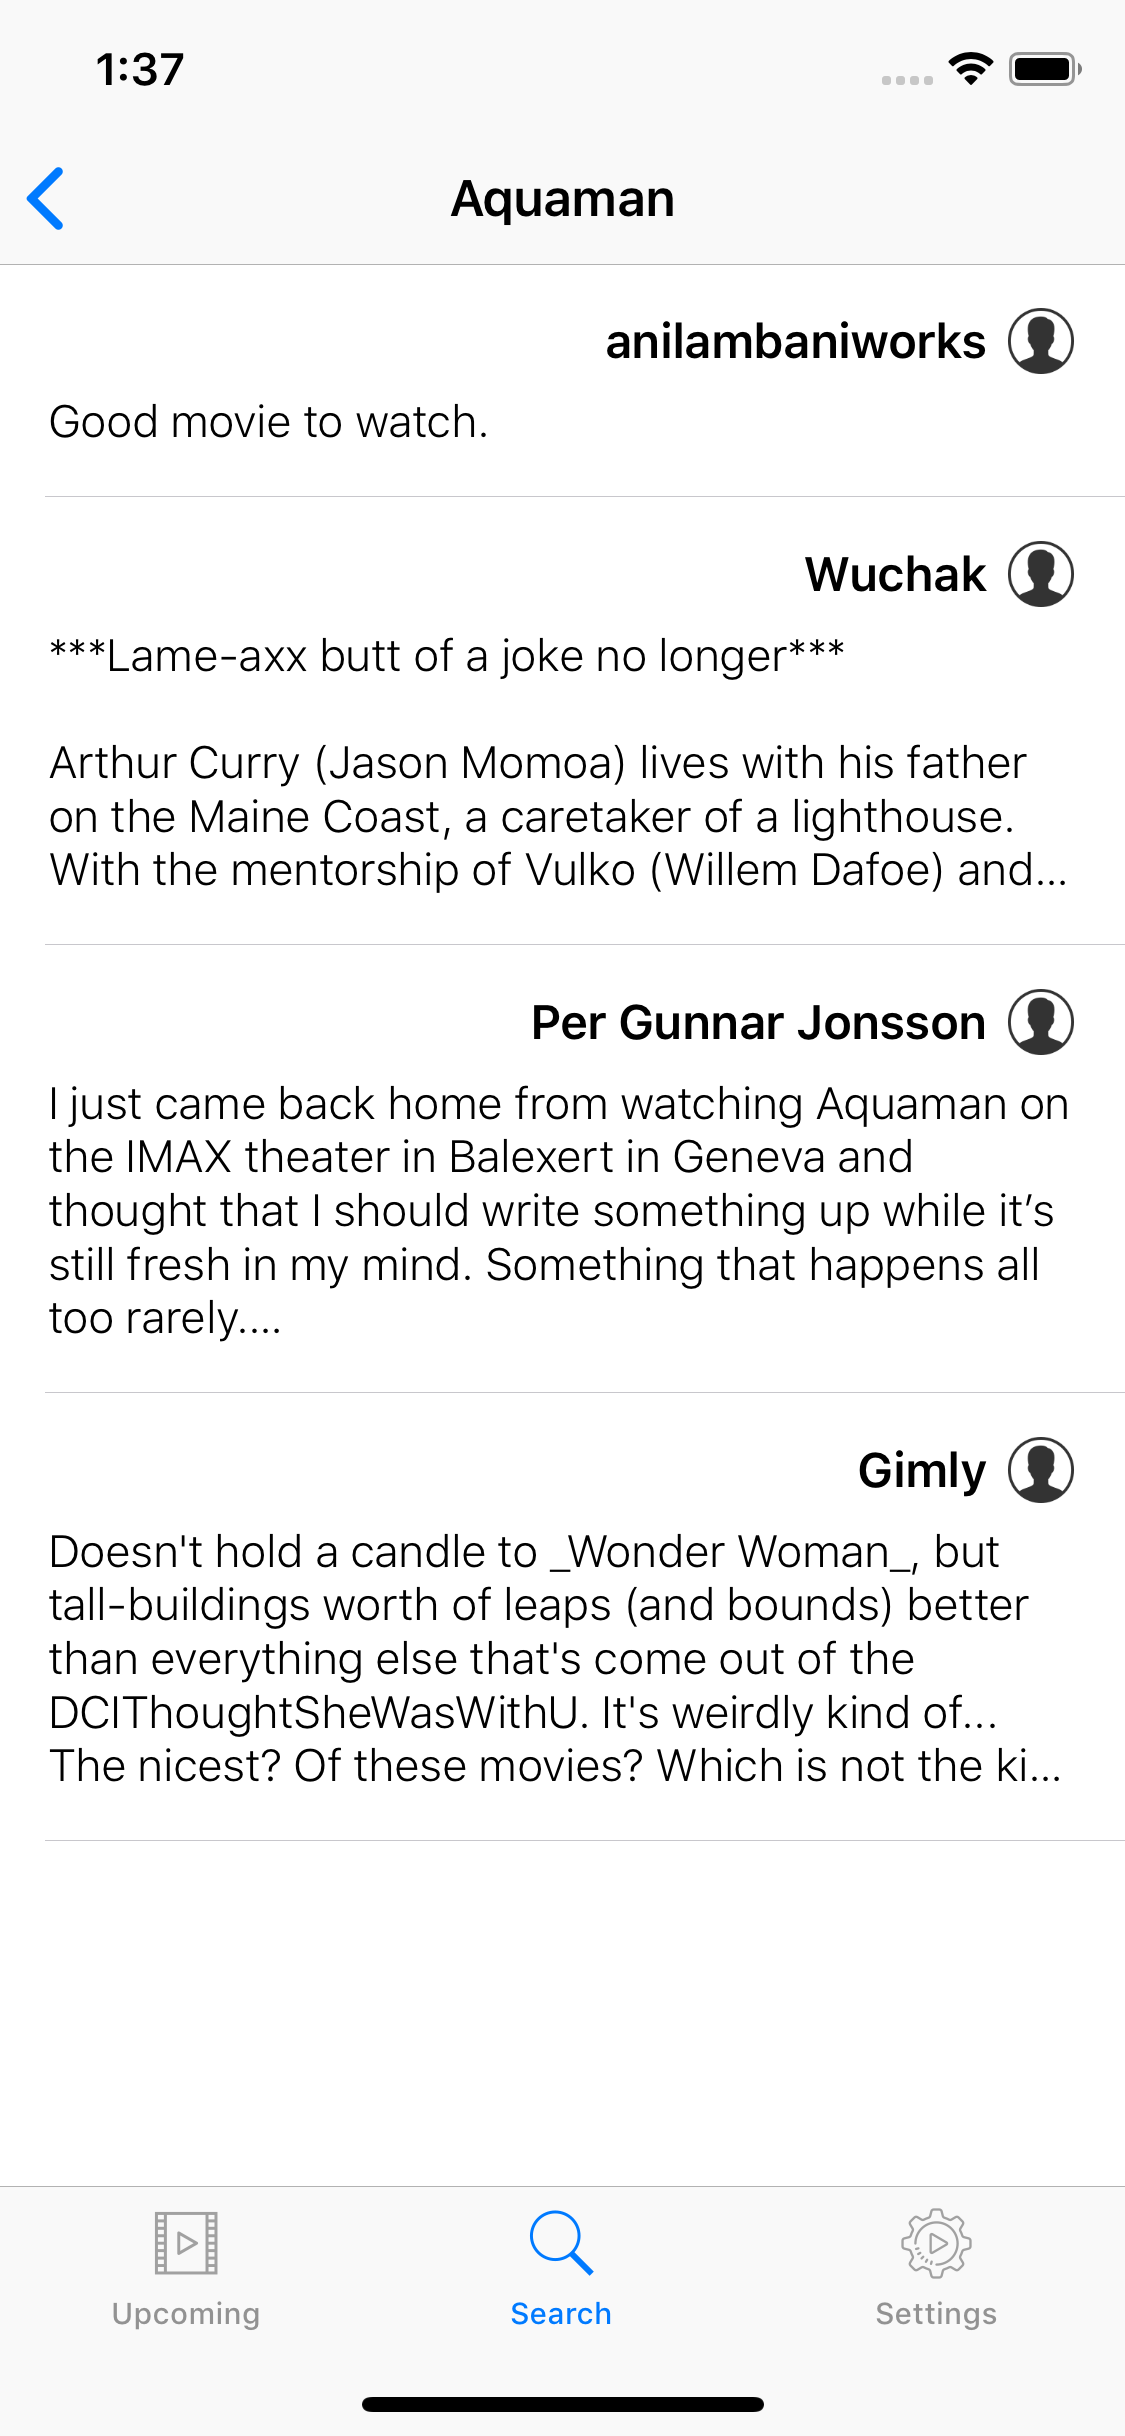 1:37
Aquaman
anilambaniworks
Good movie to watch.
Wuchak
***Lame-axx butt of a joke no longer***
Arthur Curry (Jason Momoa) lives with his father
on the Maine Coast, a caretaker of a lighthouse.
With the mentorship of Vulko (Willem Dafoe) and...
Per Gunnar Jonsson
I just came back home from watching Aquaman on
the IMAX theater in Balexert in Geneva and
thought that I should write something up while it’s
still fresh in my mind. Something that happens all
too rarely....
Gimly
Doesn't hold a candle to _Wonder Woman_, but
tall-buildings worth of leaps (and bounds) better
than everything else that's come out of the
DCIThoughtSheWasWithU. It's weirdly kind of...
The nicest? Of these movies? Which is not the ki...
Upcoming
Search
Settings